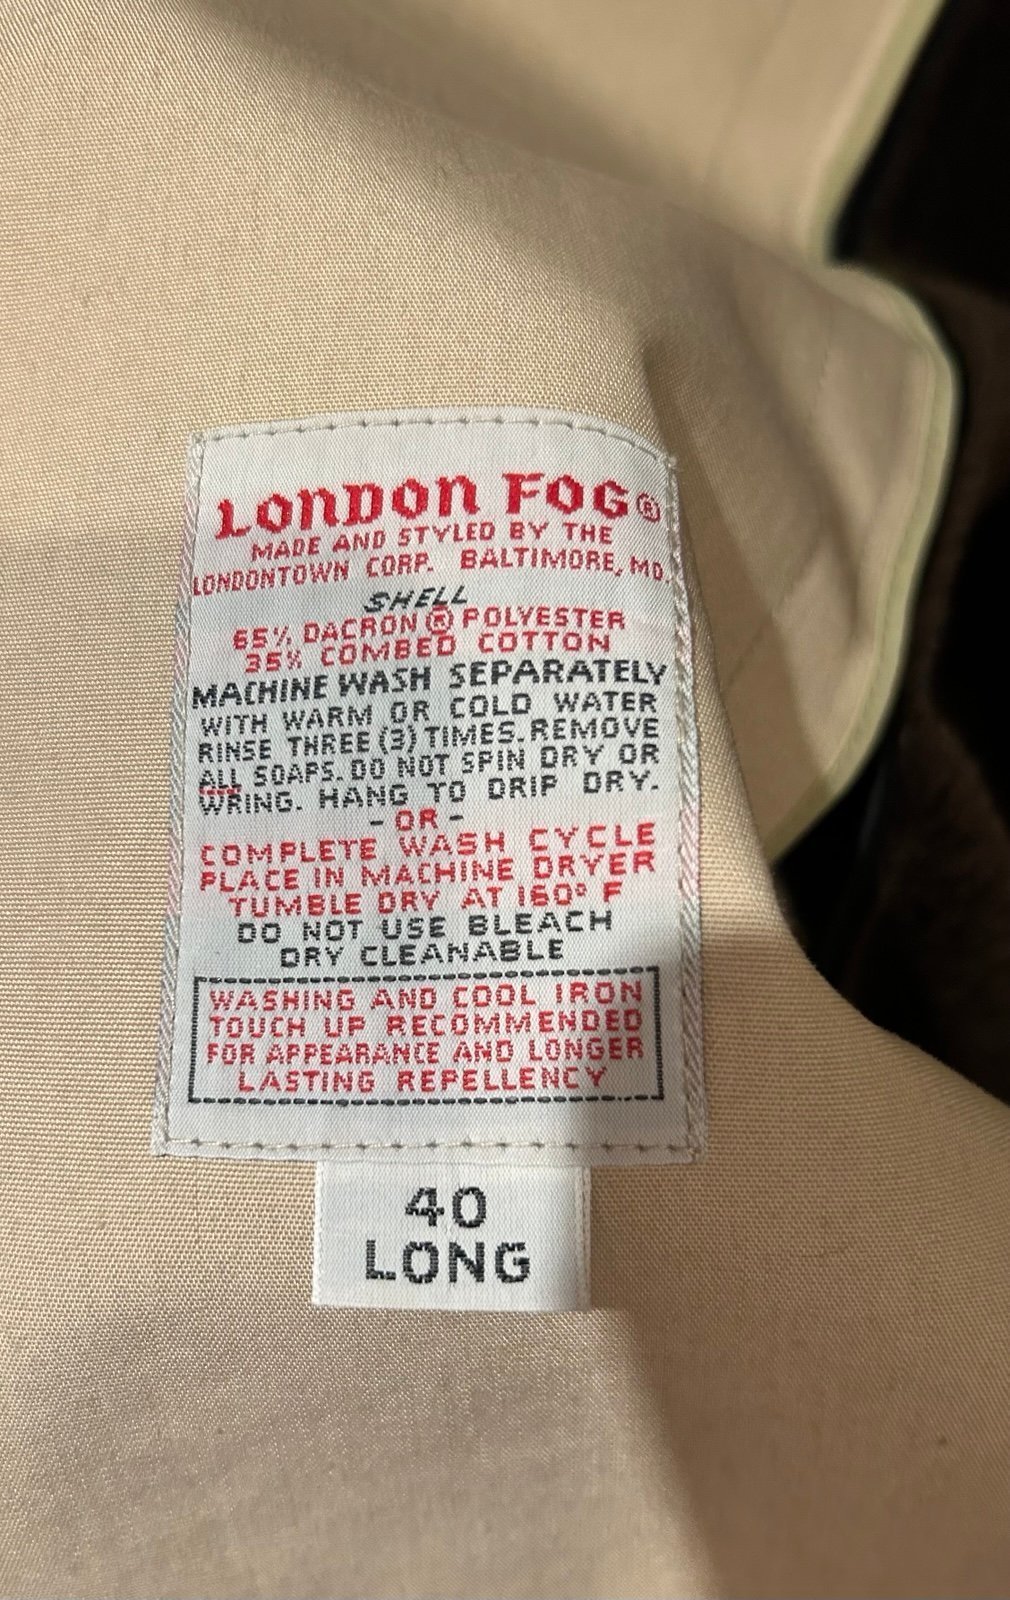 LONDON FOG®
MADE AND STYLED BY THE
LONDONTOWN CORP. BALTIMORE, MD.
SHELL
65% DACRON® POLYESTER
35% COMBED COTTON
MACHINE WASH SEPARATELY
WITH WARM OR COLD WATER
RINSE THREE (3) TIMES. REMOVE
ALL SOAPS. DO NOT SPIN DRY OR
WRING. HANG TO DRIP DRY.
- OR -
COMPLETE WASH CYCLE
PLACE IN MACHINE DRYER
TUMBLE DRY AT 160° F
DO NOT USE BLEACH
DRY CLEANABLE
WASHING AND COOL IRON
TOUCH UP RECOMMENDED
FOR APPEARANCE AND LONGER
LASTING REPELLENCY
40
LONG